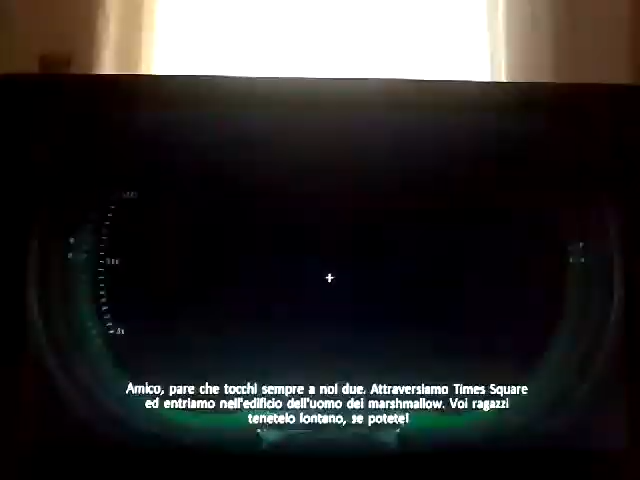 Amico, pare che tocchi sempre a noi due. Attraversiamo Times Square
ed entriamo nell'edificio dell'uomo dei marshmallow. Voi ragazzi
tenetelo lontano, se potete!